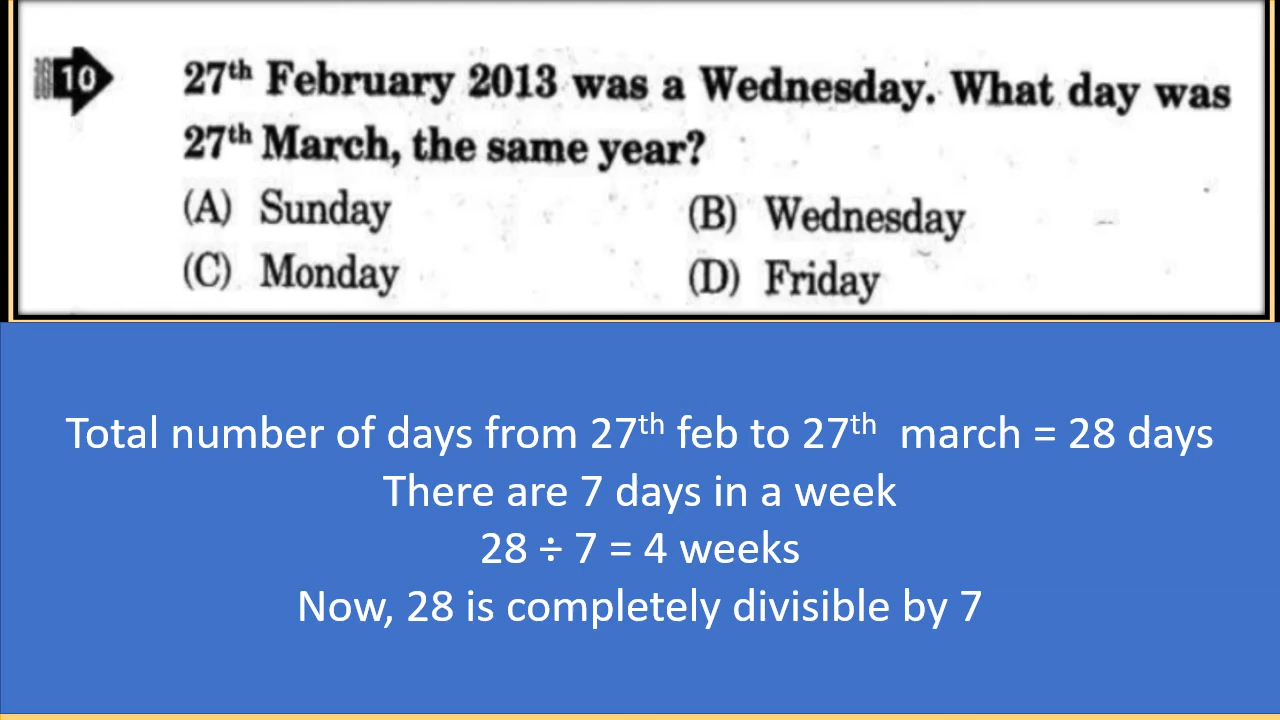 10 27th February 2013 was a Wednesday. What day was
27th March, the same year?
(A) Sunday (B) Wednesday
(C) Monday (D) Friday
Total number of days from 27th feb to 27th march = 28 days
There are 7 days in a week
28 ÷ 7 = 4 weeks
Now, 28 is completely divisible by 7